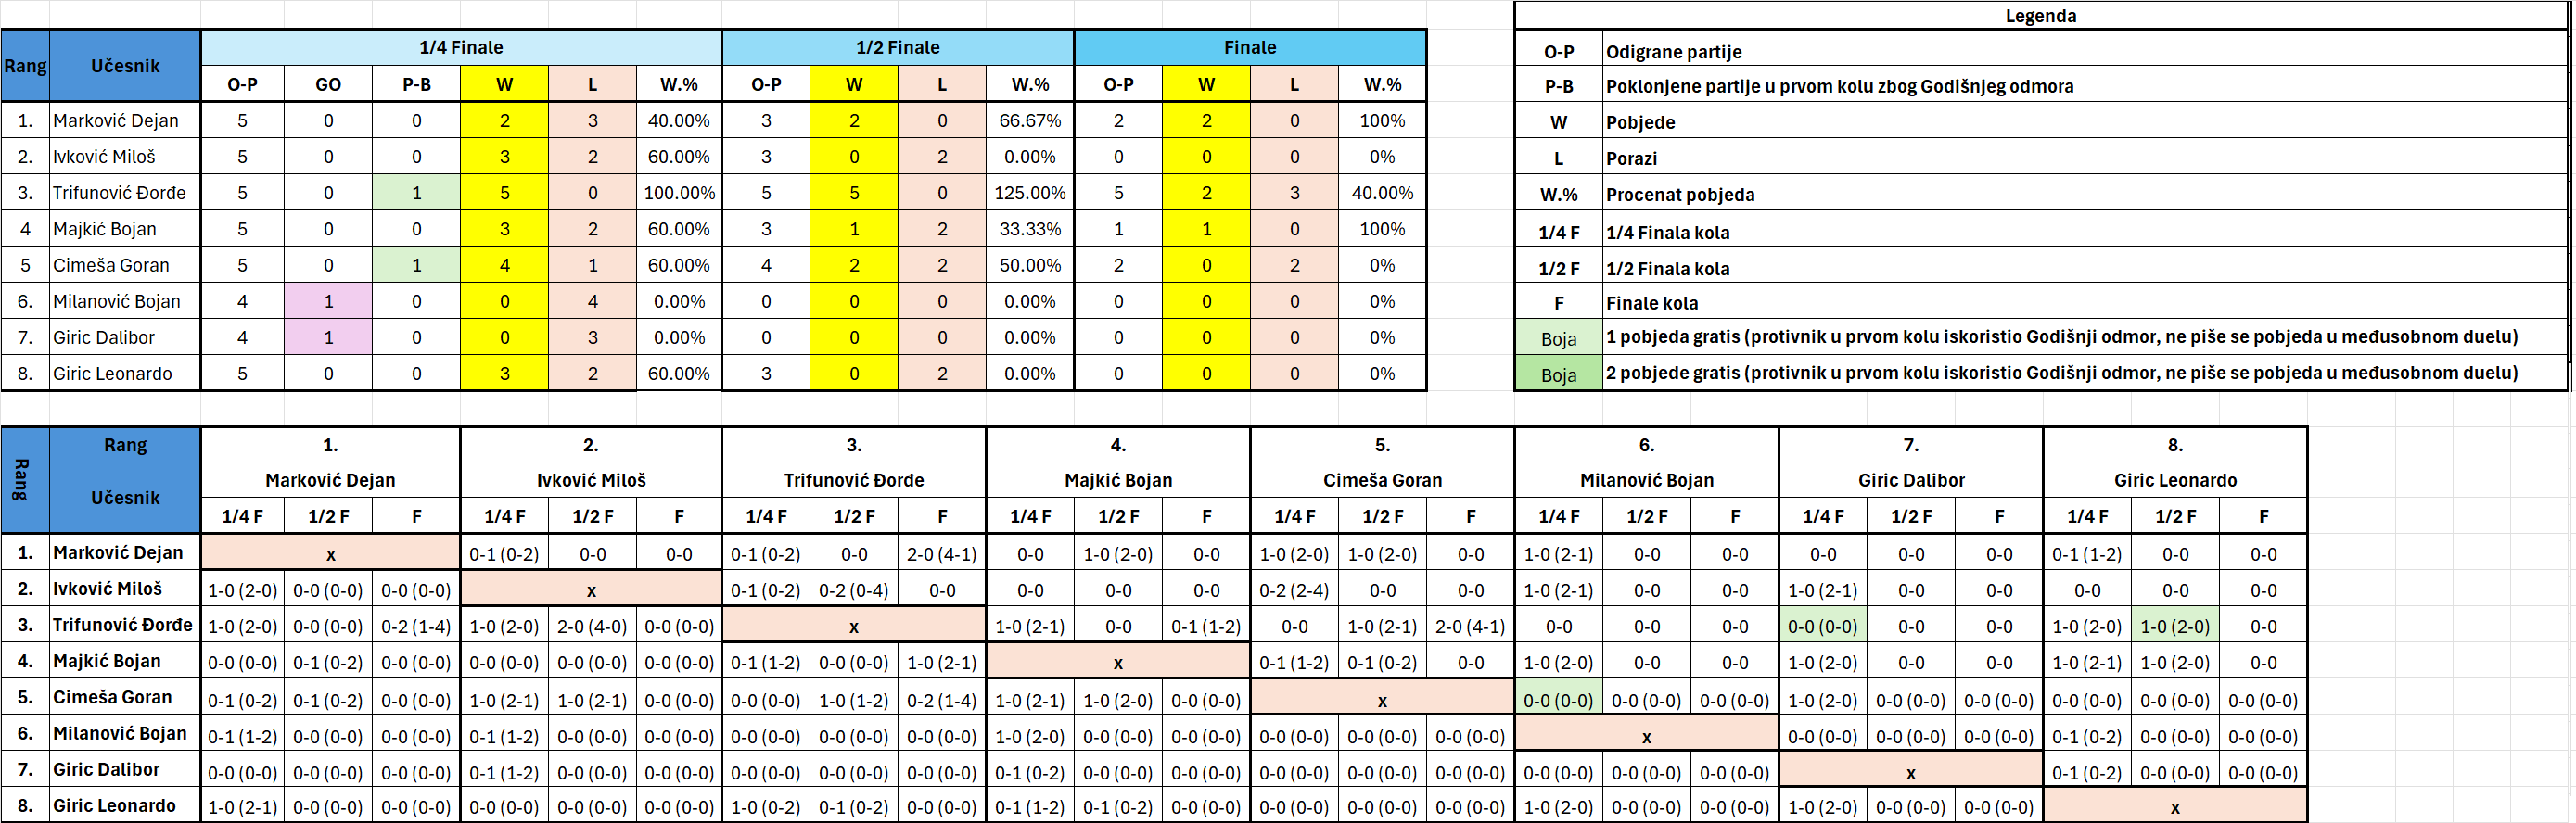 Legenda
Rang Učesnik 1/4 Finale 1/2 Finale Finale
O-P GO P-B W L W.% O-P W L W.% O-P W L W.%
1. Marković Dejan 5 0 0 2 3 40.00% 3 2 0 66.67% 2 2 0 100%
2. Ivković Miloš 5 0 0 3 2 60.00% 3 0 2 0.00% 0 0 0 0%
3. Trifunović Đorđe 5 0 1 5 0 100.00% 5 5 0 125.00% 5 2 3 40.00%
4 Majkić Bojan 5 0 0 3 2 60.00% 3 1 2 33.33% 1 1 0 100%
5 Cimeša Goran 5 0 1 4 1 60.00% 4 2 2 50.00% 2 0 2 0%
6. Milanović Bojan 4 1 0 0 4 0.00% 0 0 0 0.00% 0 0 0 0%
7. Giric Dalibor 4 1 0 0 3 0.00% 0 0 0 0.00% 0 0 0 0%
8. Giric Leonardo 5 0 0 3 2 60.00% 3 0 2 0.00% 0 0 0 0%
O-P Odigrane partije
P-B Poklonjene partije u prvom kolu zbog Godišnjeg odmora
W Pobjede
L Porazi
W.% Procenat pobjeda
1/4 F 1/4 Finala kola
1/2 F 1/2 Finala kola
F Finale kola
Boja 1 pobjeda gratis (protivnik u prvom kolu iskoristio Godišnji odmor, ne piše se pobjeda u međusobnom duelu)
Boja 2 pobjede gratis (protivnik u prvom kolu iskoristio Godišnji odmor, ne piše se pobjeda u međusobnom duelu)
Rang Rang 1. 2. 3. 4. 5. 6. 7. 8.
Učesnik Marković Dejan Ivković Miloš Trifunović Đorđe Majkić Bojan Cimeša Goran Milanović Bojan Giric Dalibor Giric Leonardo
1/4 F 1/2 F F 1/4 F 1/2 F F 1/4 F 1/2 F F 1/4 F 1/2 F F 1/4 F 1/2 F F 1/4 F 1/2 F F 1/4 F 1/2 F F 1/4 F 1/2 F F
1. Marković Dejan x 0-1 (0-2) 0-0 0-0 0-1 (0-2) 0-0 2-0 (4-1) 0-0 1-0 (2-0) 0-0 1-0 (2-0) 1-0 (2-0) 0-0 1-0 (2-1) 0-0 0-0 0-0 0-0 0-0 0-1 (1-2) 0-0 0-0
2. Ivković Miloš 1-0 (2-0) 0-0 (0-0) 0-0 (0-0) x 0-1 (0-2) 0-2 (0-4) 0-0 0-0 0-0 0-0 0-2 (2-4) 0-0 0-0 1-0 (2-1) 0-0 0-0 1-0 (2-1) 0-0 0-0 0-0 0-0 0-0
3. Trifunović Đorđe 1-0 (2-0) 0-0 (0-0) 0-2 (1-4) 1-0 (2-0) 2-0 (4-0) 0-0 (0-0) x 1-0 (2-1) 0-0 0-1 (1-2) 0-0 1-0 (2-1) 2-0 (4-1) 0-0 0-0 0-0 0-0 (0-0) 0-0 0-0 1-0 (2-0) 1-0 (2-0) 0-0
4. Majkić Bojan 0-0 (0-0) 0-1 (0-2) 0-0 (0-0) 0-0 (0-0) 0-0 (0-0) 0-0 (0-0) 0-1 (1-2) 0-0 (0-0) 1-0 (2-1) x 0-1 (1-2) 0-1 (0-2) 0-0 1-0 (2-0) 0-0 0-0 1-0 (2-0) 0-0 0-0 1-0 (2-1) 1-0 (2-0) 0-0
5. Cimeša Goran 0-1 (0-2) 0-1 (0-2) 0-0 (0-0) 1-0 (2-1) 1-0 (2-1) 0-0 (0-0) 0-0 (0-0) 1-0 (1-2) 0-2 (1-4) 1-0 (2-1) 1-0 (2-0) 0-0 (0-0) x 0-0 (0-0) 0-0 (0-0) 0-0 (0-0) 1-0 (2-0) 0-0 (0-0) 0-0 (0-0) 0-0 (0-0) 0-0 (0-0) 0-0 (0-0)
6. Milanović Bojan 0-1 (1-2) 0-0 (0-0) 0-0 (0-0) 0-1 (1-2) 0-0 (0-0) 0-0 (0-0) 0-0 (0-0) 0-0 (0-0) 0-0 (0-0) 1-0 (2-0) 0-0 (0-0) 0-0 (0-0) 0-0 (0-0) 0-0 (0-0) 0-0 (0-0) x 0-0 (0-0) 0-0 (0-0) 0-0 (0-0) 0-1 (0-2) 0-0 (0-0) 0-0 (0-0)
7. Giric Dalibor 0-0 (0-0) 0-0 (0-0) 0-0 (0-0) 0-1 (1-2) 0-0 (0-0) 0-0 (0-0) 0-0 (0-0) 0-0 (0-0) 0-0 (0-0) 0-1 (0-2) 0-0 (0-0) 0-0 (0-0) 0-0 (0-0) 0-0 (0-0) 0-0 (0-0) 0-0 (0-0) 0-0 (0-0) 0-0 (0-0) x 0-1 (0-2) 0-0 (0-0) 0-0 (0-0)
8. Giric Leonardo 1-0 (2-1) 0-0 (0-0) 0-0 (0-0) 0-0 (0-0) 0-0 (0-0) 0-0 (0-0) 1-0 (0-2) 0-1 (0-2) 0-0 (0-0) 0-1 (1-2) 0-1 (0-2) 0-0 (0-0) 0-0 (0-0) 0-0 (0-0) 0-0 (0-0) 1-0 (2-0) 0-0 (0-0) 0-0 (0-0) 1-0 (2-0) 0-0 (0-0) 0-0 (0-0) x